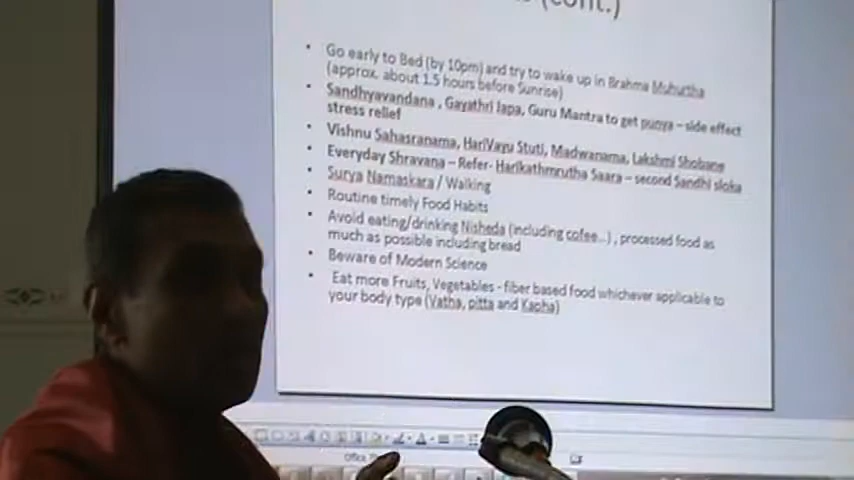 (cont.)
• Go early to Bed (by 10pm) and try to wake up in Brahma Muhurtha
(approx. about 1.5 hours before Sunrise)
• Sandhyavandana , Gayathri Japa, Guru Mantra to get punya – side effect
stress relief
• Vishnu Sahasranama, HariVayu Stuti, Madwanama, Lakshmi Shobane
• Everyday Shravana – Refer- Harikathmrutha Saara – second Sandhi sloka
• Surya Namaskara / Walking
• Routine timely Food Habits
• Avoid eating/drinking Nisheda (including cofee...) , processed food as
much as possible including bread
• Beware of Modern Science
• Eat more Fruits, Vegetables - fiber based food whichever applicable to
your body type (Vatha, pitta and Kapha)
Office